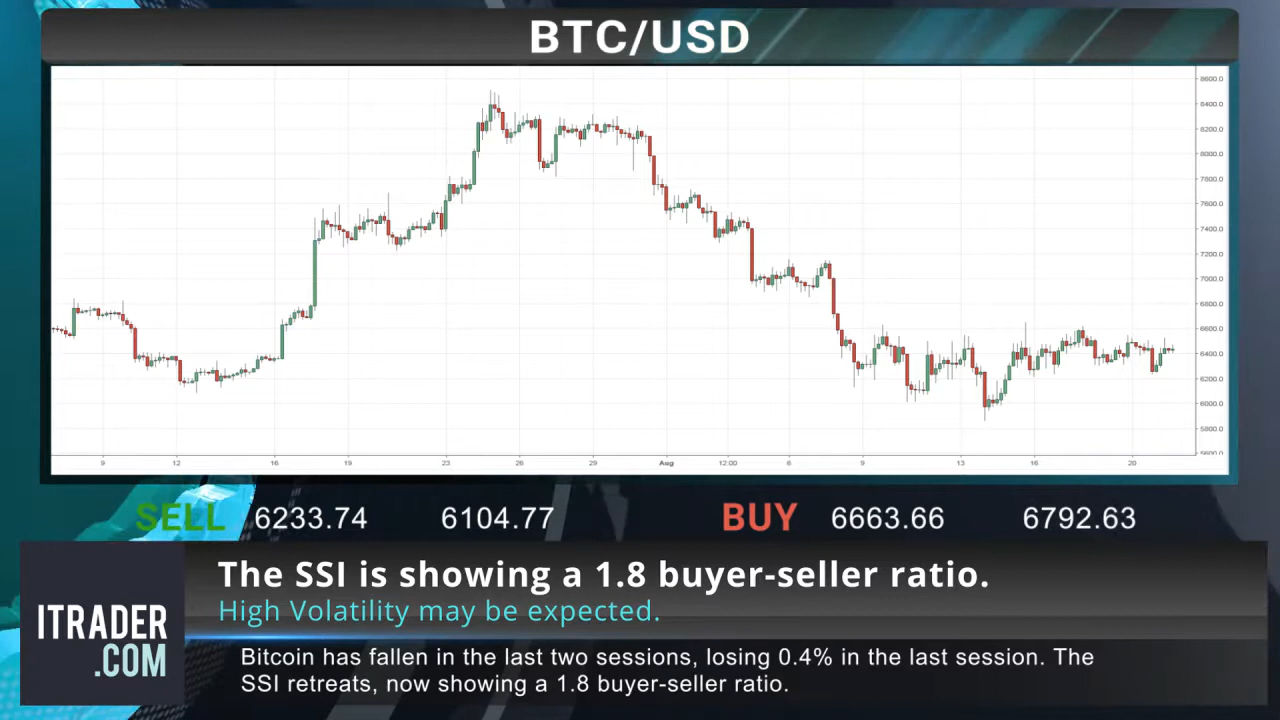 BTC/USD
8600.0
8400.0
8200.0
8000.0
7800.0
7600.0
7400.0
7200.0
7000.0
6800.0
6600.0
6400.0
6200.0
6000.0
5800.0
5600.0
9 12 16 19 23 26 29 Aug 12:00 6 9 13 16 20
SELL 6233.74 6104.77 BUY 6663.66 6792.63
The SSI is showing a 1.8 buyer-seller ratio.
High Volatility may be expected.
ITRADER
.COM
Bitcoin has fallen in the last two sessions, losing 0.4% in the last session. The
SSI retreats, now showing a 1.8 buyer-seller ratio.